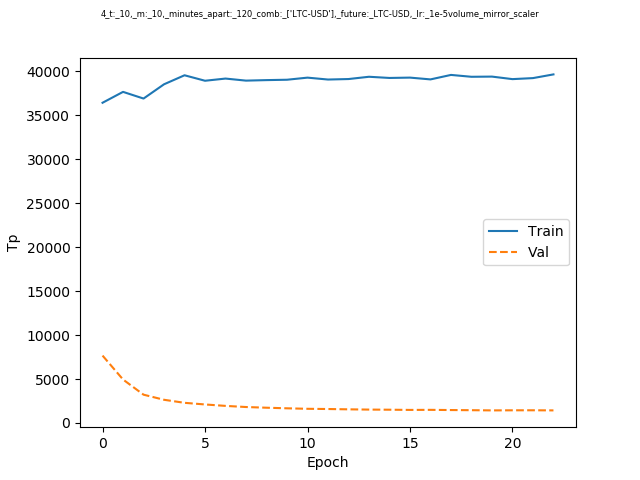 4_t:_10,_m:_10,_minutes_apart:_120_comb:_['LTC-USD'],_future:_LTC-USD,_lr:_1e-5volume_mirror_scaler
40000
35000
30000
25000
20000
15000
10000
5000
0
Tp
Train
Val
0 5 10 15 20
Epoch